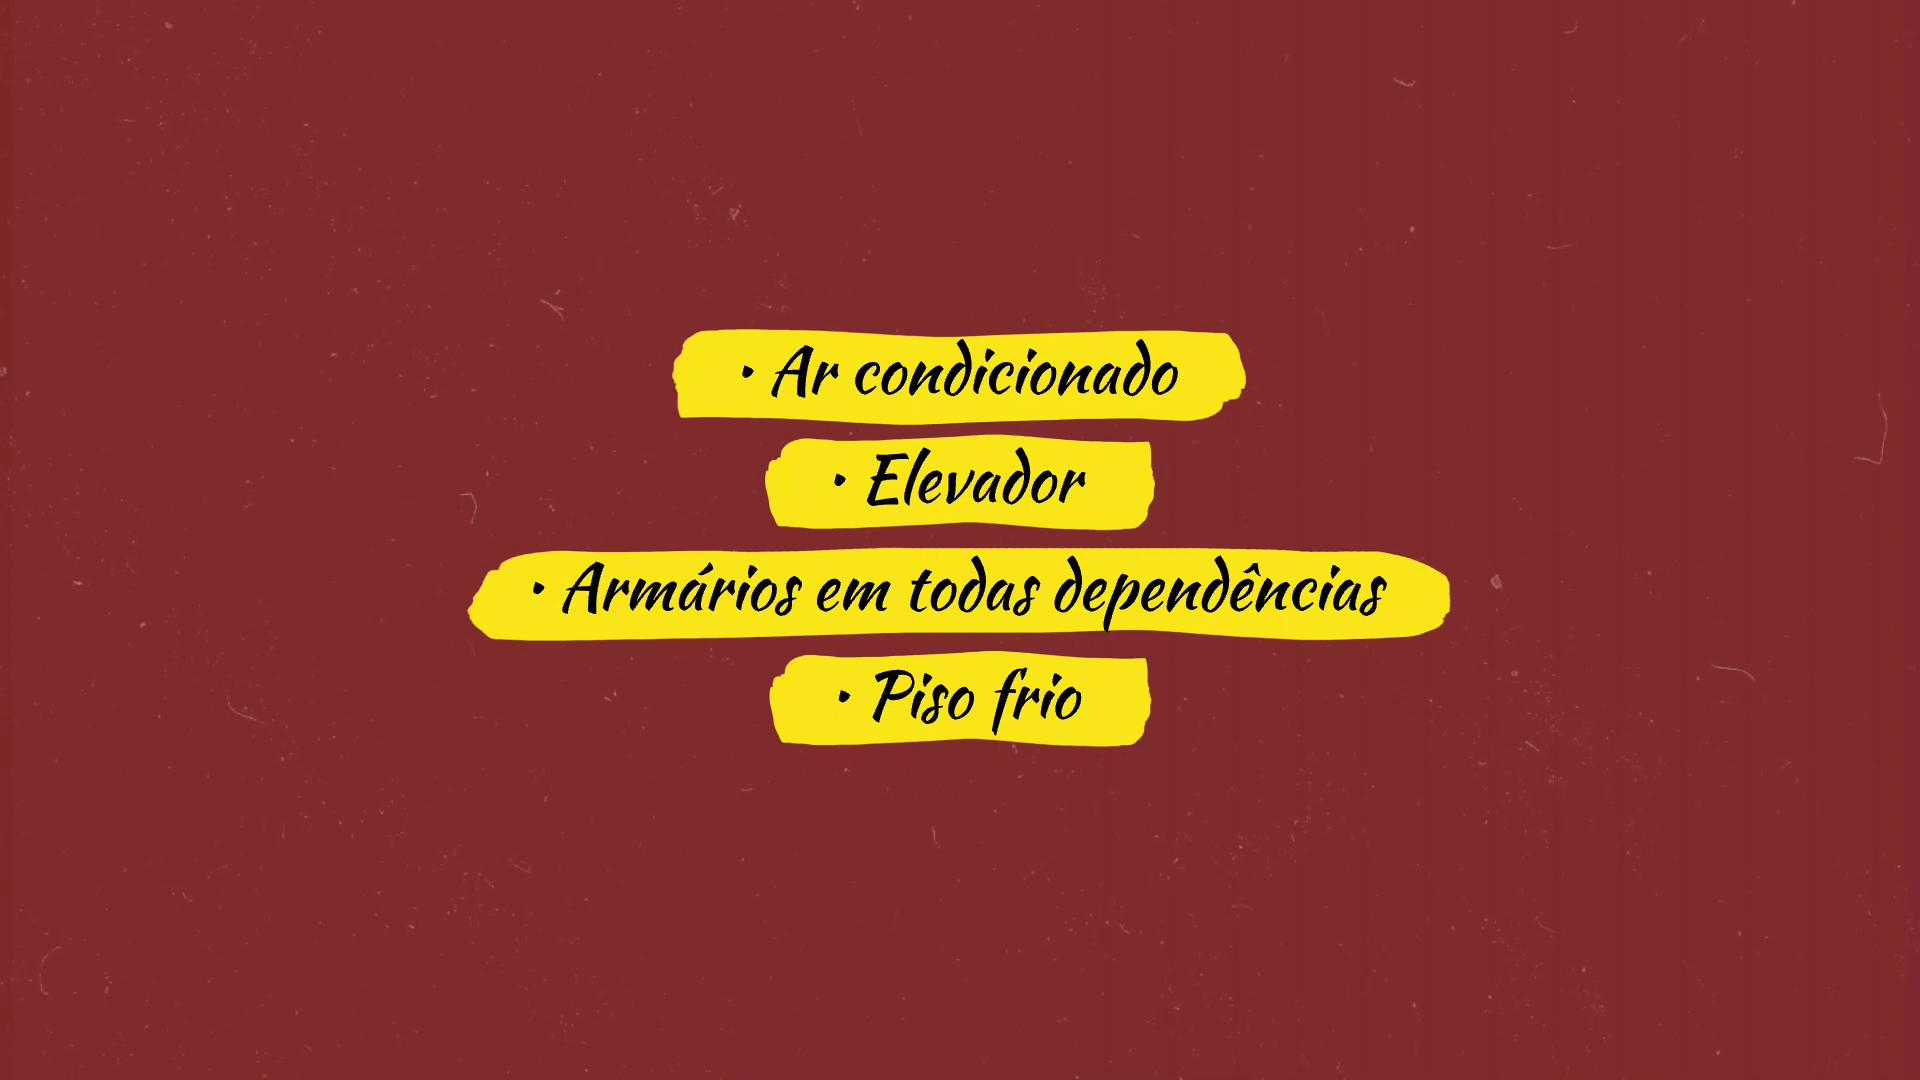 • Ar condicionado
• Elevador
• Armários em todas dependências
• Piso frio